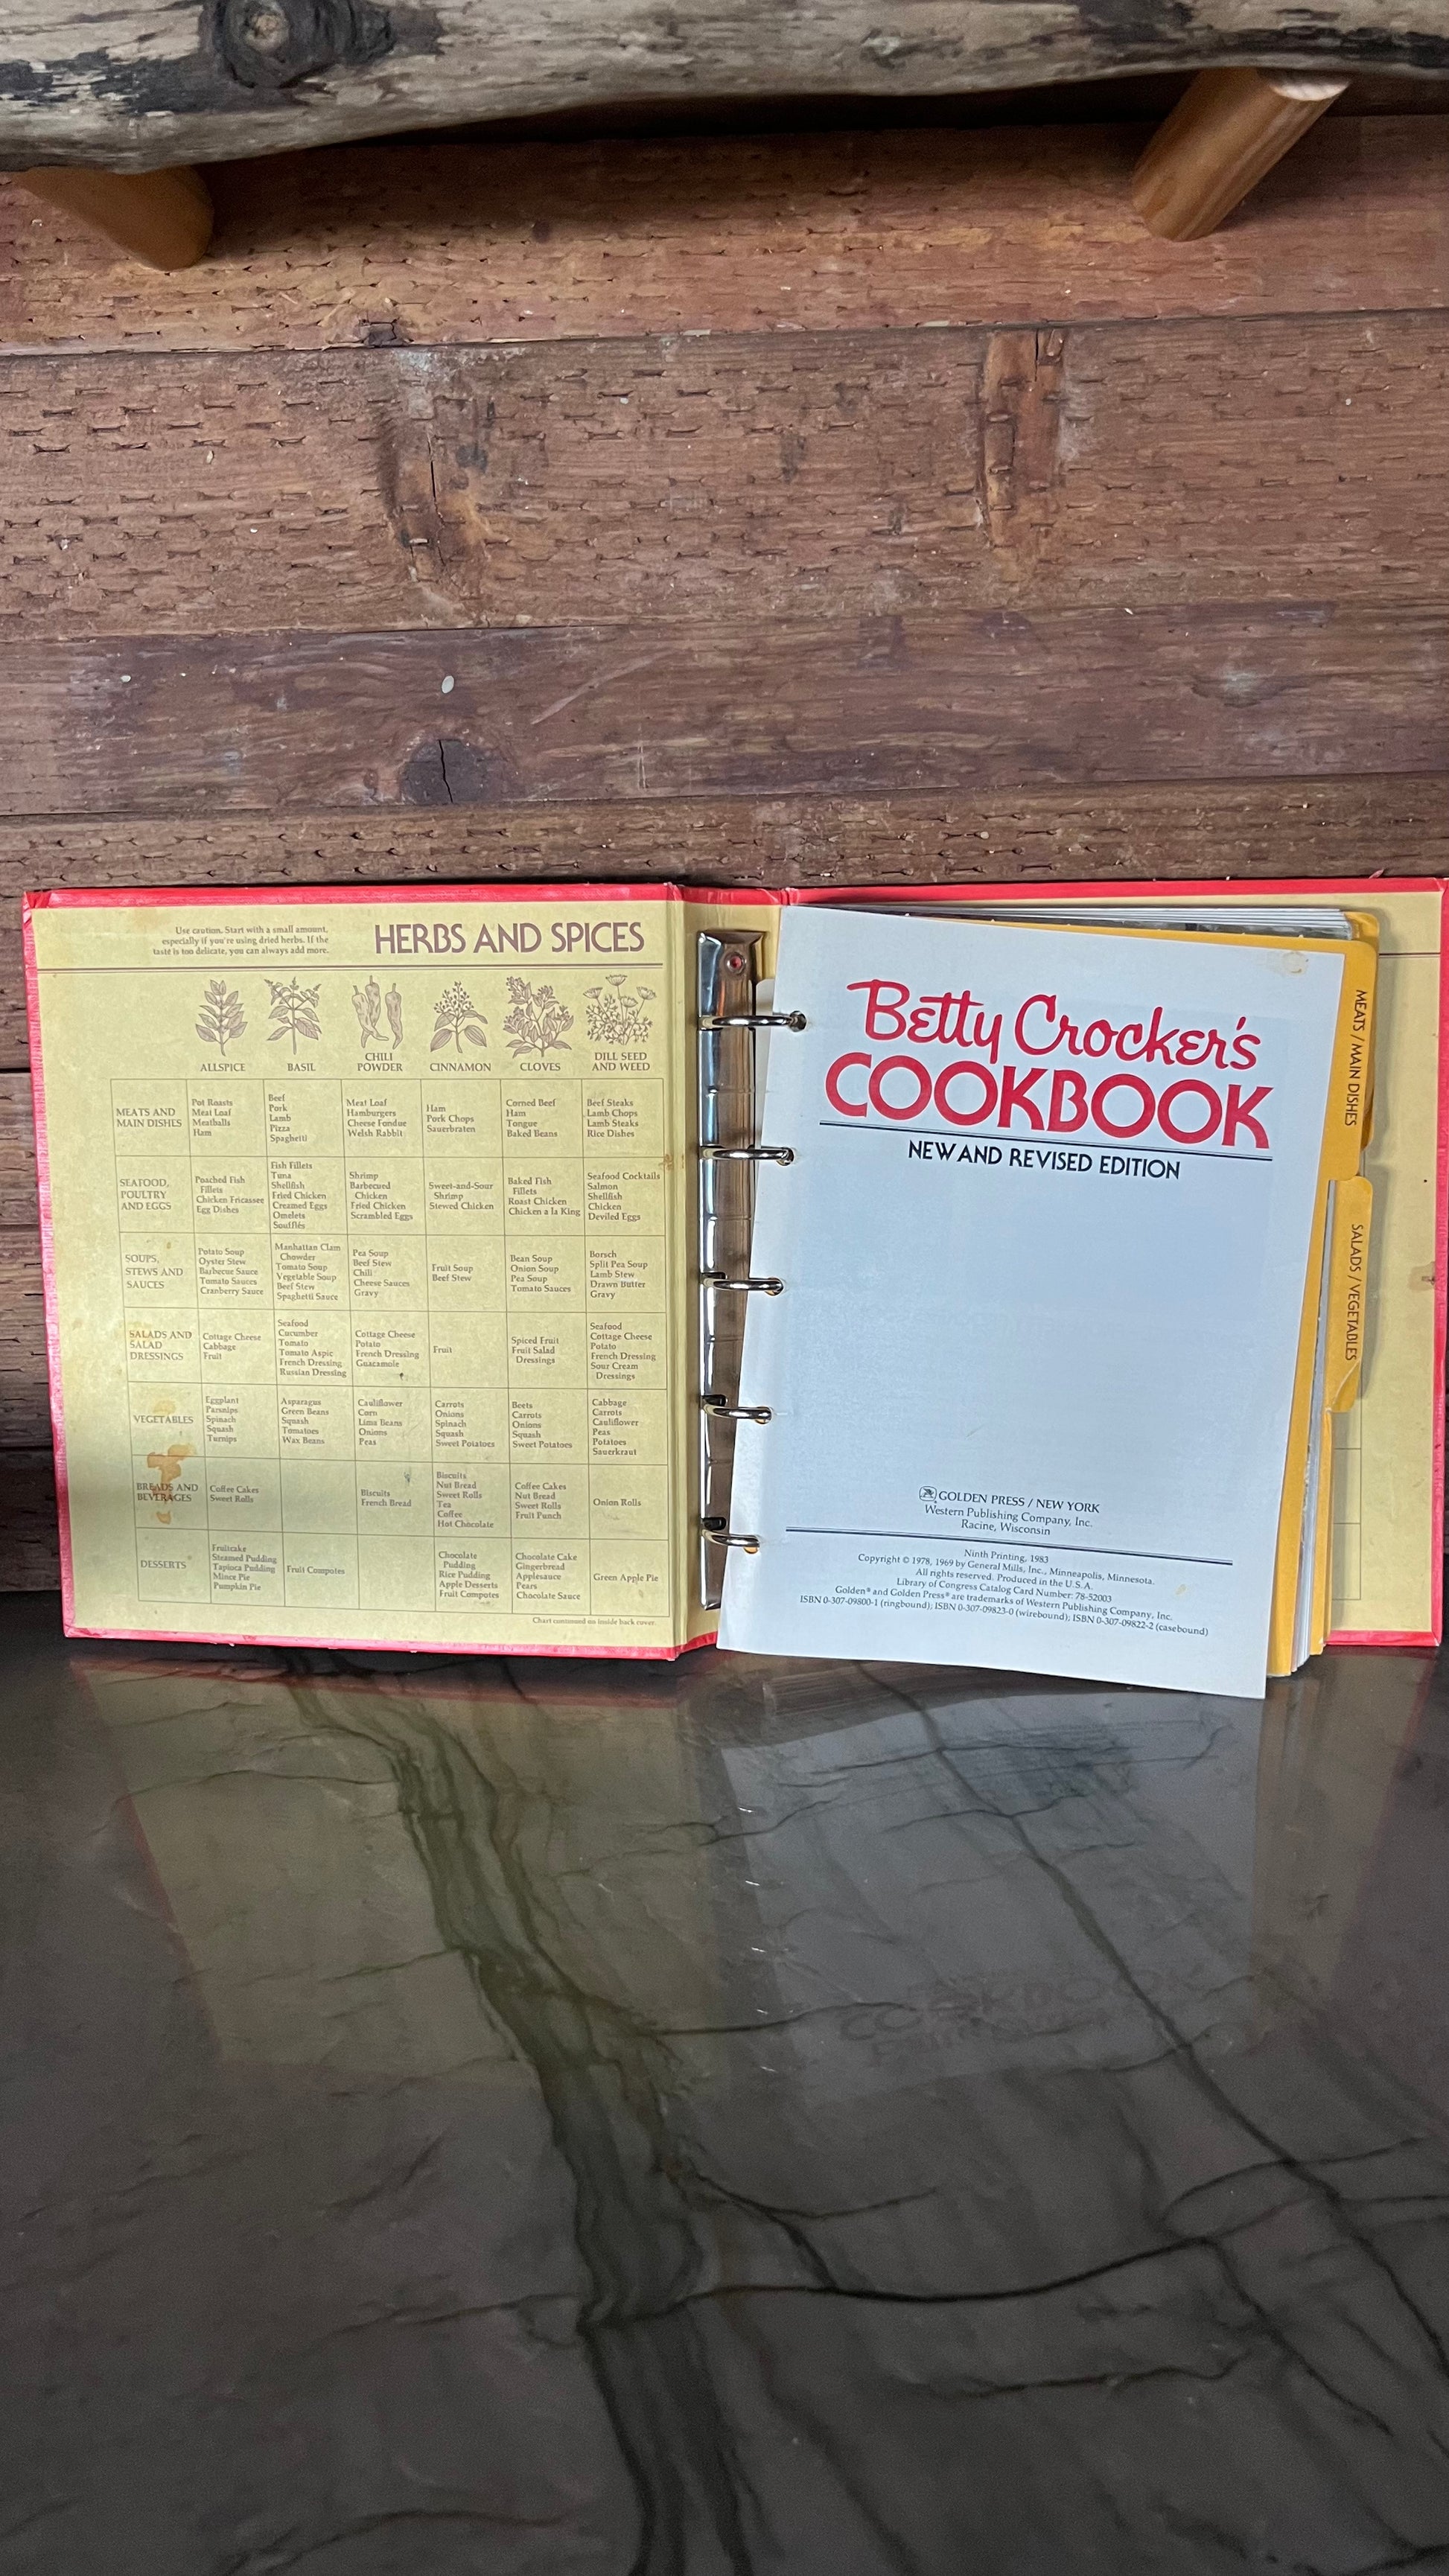 Use caution. Start with a small amount,
especially if you're using dried herbs. If the
taste is too delicate, you can always add more.
HERBS AND SPICES
ALLSPICE
BASIL
CHILI
POWDER
CINNAMON
CLOVES
DILL SEED
AND WEED
MEATS AND
MAIN DISHES
Pot Roasts
Meat Loaf
Meatballs
Ham
Beef
Pork
Lamb
Pizza
Spaghetti
Meat Loaf
Hamburgers
Cheese Fondue
Welsh Rabbit
Ham
Pork Chops
Sauerbraten
Corned Beef
Ham
Tongue
Baked Beans
Beef Steaks
Lamb Chops
Lamb Steaks
Rice Dishes
SEAFOOD,
POULTRY
AND EGGS
Poached Fish
Fillets
Chicken Fricassee
Egg Dishes
Fish Fillets
Tuna
Shellfish
Fried Chicken
Creamed Eggs
Omelets
Soufflés
Shrimp
Barbecued
Chicken
Fried Chicken
Scrambled Eggs
Sweet-and-Sour
Shrimp
Stewed Chicken
Baked Fish
Fillets
Roast Chicken
Chicken a la King
Seafood Cocktails
Salmon
Shellfish
Chicken
Deviled Eggs
SOUPS,
STEWS AND
SAUCES
Potato Soup
Oyster Stew
Barbecue Sauce
Tomato Sauces
Cranberry Sauce
Manhattan Clam
Chowder
Tomato Soup
Vegetable Soup
Beef Stew
Spaghetti Sauce
Pea Soup
Beef Stew
Chili
Cheese Sauces
Gravy
Fruit Soup
Beef Stew
Bean Soup
Onion Soup
Pea Soup
Tomato Sauces
Borsch
Split Pea Soup
Lamb Stew
Drawn Butter
Gravy
SALADS AND
SALAD
DRESSINGS
Cottage Cheese
Cabbage
Fruit
Seafood
Cucumber
Tomato
Tomato Aspic
French Dressing
Russian Dressing
Cottage Cheese
Potato
French Dressing
Guacamole
Fruit
Spiced Fruit
Fruit Salad
Dressings
Seafood
Cottage Cheese
Potato
French Dressing
Sour Cream
Dressings
VEGETABLES
Eggplant
Parsnips
Spinach
Squash
Turnips
Asparagus
Green Beans
Squash
Tomatoes
Wax Beans
Cauliflower
Corn
Lima Beans
Onions
Peas
Carrots
Onions
Spinach
Squash
Sweet Potatoes
Beets
Carrots
Onions
Squash
Sweet Potatoes
Cabbage
Carrots
Cauliflower
Peas
Potatoes
Sauerkraut
BREADS AND
BEVERAGES
Coffee Cakes
Sweet Rolls
Biscuits
French Bread
Biscuits
Nut Bread
Sweet Rolls
Tea
Coffee
Hot Chocolate
Coffee Cakes
Nut Bread
Sweet Rolls
Fruit Punch
Onion Rolls
DESSERTS
Fruitcake
Steamed Pudding
Tapioca Pudding
Mince Pie
Pumpkin Pie
Fruit Compotes
Chocolate
Pudding
Rice Pudding
Apple Desserts
Fruit Compotes
Chocolate Cake
Gingerbread
Applesauce
Pears
Chocolate Sauce
Green Apple Pie
Chart continued on inside back cover.
Betty Crocker's
COOKBOOK
NEW AND REVISED EDITION
GOLDEN PRESS / NEW YORK
Western Publishing Company, Inc.
Racine, Wisconsin
Ninth Printing, 1983
Copyright © 1978, 1969 by General Mills, Inc., Minneapolis, Minnesota.
All rights reserved. Produced in the U.S.A.
Library of Congress Catalog Card Number: 78-52003
Golden® and Golden Press® are trademarks of Western Publishing Company, Inc.
ISBN 0-307-09800-1 (ringbound); ISBN 0-307-09823-0 (wirebound); ISBN 0-307-09822-2 (casebound)
MEATS / MAIN DISHES
SALADS / VEGETABLES